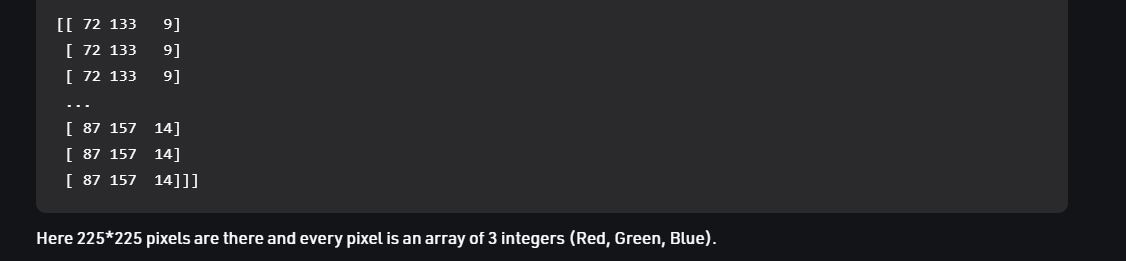 [[ 72 133   9]
[ 72 133   9]
[ 72 133   9]
...
[ 87 157  14]
[ 87 157  14]
[ 87 157  14]]]
Here 225*225 pixels are there and every pixel is an array of 3 integers (Red, Green, Blue).